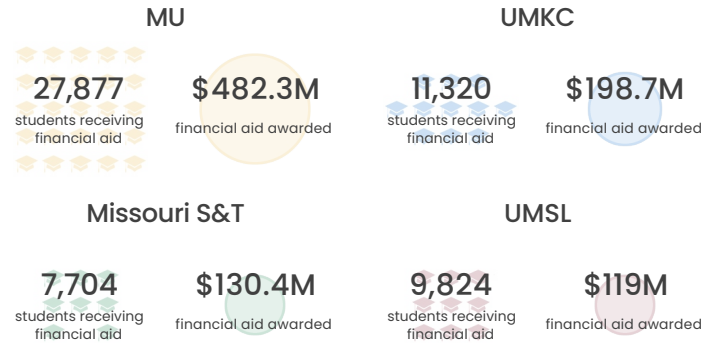 MU
UMKC
27,877
$482.3M
11,320
$198.7M
students receiving
financial aid
financial aid awarded
students receiving
financial aid
financial aid awarded
Missouri S&T
UMSL
7,704
$130.4M
9,824
$119M
students receiving
financial aid
financial aid awarded
students receiving
financial aid
financial aid awarded